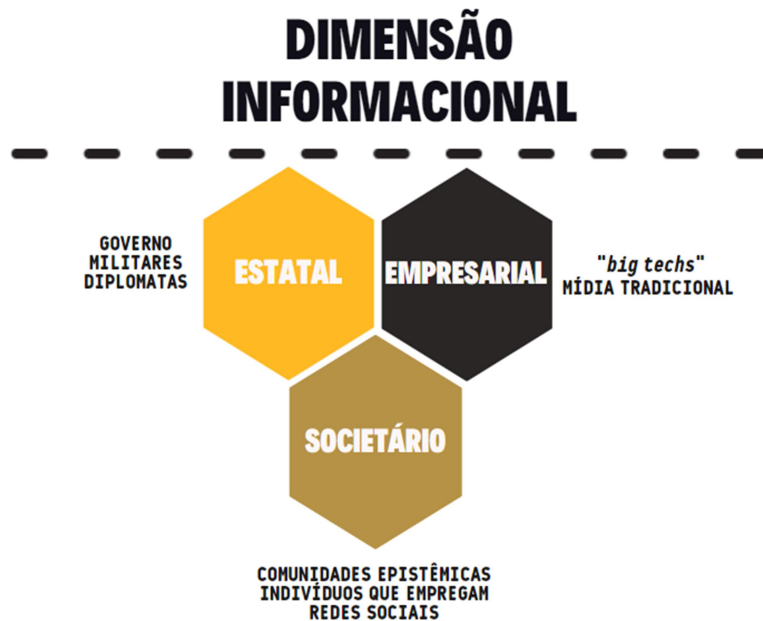 DIMENSÃO
INFORMACIONAL
GOVERNO
MILITARES
DIPLOMATAS
ESTATAL
EMPRESARIAL
"big techs"
MÍDIA TRADICIONAL
SOCIETÁRIO
COMUNIDADES EPISTÊMICAS
INDIVÍDUOS QUE EMPREGAM
REDES SOCIAIS